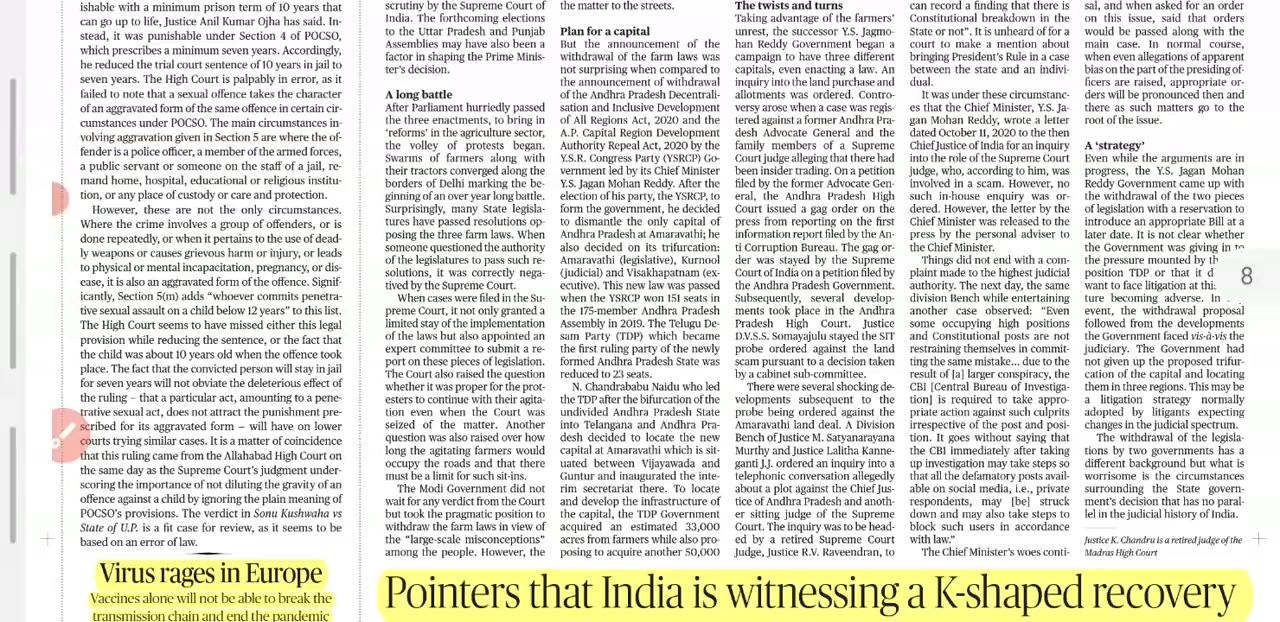 ishable with a minimum prison term of 10 years that
can go up to life, Justice Anil Kumar Ojha has said. In-
stead, it was punishable under Section 4 of POCSO,
which prescribes a minimum seven years. Accordingly,
he reduced the trial court sentence of 10 years in jail to
seven years. The High Court is palpably in error, as it
failed to note that a sexual offence takes the character
of an aggravated form of the same offence in certain cir-
cumstances under POCSO. The main circumstances in-
volving aggravation given in Section 5 are where the of-
fender is a police officer, a member of the armed forces,
a public servant or someone on the staff of a jail, re-
mand home, hospital, educational or religious institu-
tion, or any place of custody or care and protection.
However, these are not the only circumstances.
Where the crime involves a group of offenders, or is
done repeatedly, or when it pertains to the use of dead-
ly weapons or causes grievous harm or injury, or leads
to physical or mental incapacitation, pregnancy, or dis-
ease, it is also an aggravated form of the offence. Signif-
icantly, Section 5(m) adds “whoever commits penetra-
tive sexual assault on a child below 12 years” to this list.
The High Court seems to have missed either this legal
provision while reducing the sentence, or the fact that
the child was about 10 years old when the offence took
place. The fact that the convicted person will stay in jail
for seven years will not obviate the deleterious effect of
the ruling – that a particular act, amounting to a pene-
trative sexual act, does not attract the punishment pre-
scribed for its aggravated form – will have on lower
courts trying similar cases. It is a matter of coincidence
that this ruling came from the Allahabad High Court on
the same day as the Supreme Court’s judgment under-
scoring the importance of not diluting the gravity of an
offence against a child by ignoring the plain meaning of
POCSO’s provisions. The verdict in Sonu Kushwaha vs
State of U.P. is a fit case for review, as it seems to be
based on an error of law.
Virus rages in Europe
Vaccines alone will not be able to break the
transmission chain and end the pandemic
scrutiny by the Supreme Court of
India. The forthcoming elections
to the Uttar Pradesh and Punjab
Assemblies may have also been a
factor in shaping the Prime Minis-
ter’s decision.
A long battle
After Parliament hurriedly passed
the three enactments, to bring in
‘reforms’ in the agriculture sector,
the volley of protests began.
Swarms of farmers along with
their tractors converged along the
borders of Delhi marking the be-
ginning of an over year long battle.
Surprisingly, many State legisla-
tures have passed resolutions op-
posing the three farm laws. When
someone questioned the authority
of the legislatures to pass such re-
solutions, it was correctly nega-
tived by the Supreme Court.
When cases were filed in the Su-
preme Court, it not only granted a
limited stay of the implementation
of the laws but also appointed an
expert committee to submit a re-
port on these pieces of legislation.
The Court also raised the question
whether it was proper for the prot-
esters to continue with their agita-
tion even when the Court was
seized of the matter. Another
question was also raised over how
long the agitating farmers would
occupy the roads and that there
must be a limit for such sit-ins.
The Modi Government did not
wait for any verdict from the Court
but took the pragmatic position to
withdraw the farm laws in view of
the “large-scale misconceptions”
among the people. However, the
the matter to the streets.
Plan for a capital
But the announcement of the
withdrawal of the farm laws was
not surprising when compared to
the announcement of withdrawal
of the Andhra Pradesh Decentrali-
sation and Inclusive Development
of All Regions Act, 2020 and the
A.P. Capital Region Development
Authority Repeal Act, 2020 by the
Y.S.R. Congress Party (YSRCP) Go-
vernment led by its Chief Minister
Y.S. Jagan Mohan Reddy. After the
election of his party, the YSRCP, to
form the government, he decided
to dismantle the only capital of
Andhra Pradesh at Amaravathi; he
also decided on its trifurcation:
Amaravathi (legislative), Kurnool
(judicial) and Visakhapatnam (ex-
ecutive). This new law was passed
when the YSRCP won 151 seats in
the 175-member Andhra Pradesh
Assembly in 2019. The Telugu De-
sam Party (TDP) which became
the first ruling party of the newly
formed Andhra Pradesh State was
reduced to 23 seats.
N. Chandrababu Naidu who led
the TDP after the bifurcation of the
undivided Andhra Pradesh State
into Telangana and Andhra Pra-
desh decided to locate the new
capital at Amaravathi which is sit-
uated between Vijayawada and
Guntur and inaugurated the inte-
rim secretariat there. To locate
and develop the infrastructure of
the capital, the TDP Government
acquired an estimated 33,000
acres from farmers while also pro-
posing to acquire another 50,000
The twists and turns
Taking advantage of the farmers’
unrest, the successor Y.S. Jagmo-
han Reddy Government began a
campaign to have three different
capitals, even enacting a law. An
inquiry into the land purchase and
allotments was ordered. Contro-
versy arose when a case was regis-
tered against a former Andhra Pra-
desh Advocate General and the
family members of a Supreme
Court judge alleging that there had
been insider trading. On a petition
filed by the former Advocate Gen-
eral, the Andhra Pradesh High
Court issued a gag order on the
press from reporting on the first
information report filed by the An-
ti Corruption Bureau. The gag or-
der was stayed by the Supreme
Court of India on a petition filed by
the Andhra Pradesh Government.
Subsequently, several develop-
ments took place in the Andhra
Pradesh High Court. Justice
D.V.S.S. Somayajulu stayed the SIT
probe ordered against the land
scam pursuant to a decision taken
by a cabinet sub-committee.
There were several shocking de-
velopments subsequent to the
probe being ordered against the
Amaravathi land deal. A Division
Bench of Justice M. Satyanarayana
Murthy and Justice Lalitha Kanne-
ganti J.J. ordered an inquiry into a
telephonic conversation allegedly
about a plot against the Chief Jus-
tice of Andhra Pradesh and anoth-
er sitting judge of the Supreme
Court. The inquiry was to be head-
ed by a retired Supreme Court
Judge, Justice R.V. Raveendran, to
can record a finding that there is
Constitutional breakdown in the
State or not”. It is unheard of for a
court to make a mention about
bringing President’s Rule in a case
between the state and an indivi-
dual.
It was under these circumstanc-
es that the Chief Minister, Y.S. Ja-
gan Mohan Reddy, wrote a letter
dated October 11, 2020 to the then
Chief Justice of India for an inquiry
into the role of the Supreme Court
judge, who, according to him, was
involved in a scam. However, no
such in-house enquiry was or-
dered. However, the letter by the
Chief Minister was released to the
press by the personal adviser to
the Chief Minister.
Things did not end with a com-
plaint made to the highest judicial
authority. The next day, the same
division Bench while entertaining
another case observed: “Even
some occupying high positions
and Constitutional posts are not
restraining themselves in commit-
ting the same mistake... due to the
result of [a] larger conspiracy, the
CBI [Central Bureau of Investiga-
tion] is required to take appro-
priate action against such culprits
irrespective of the post and posi-
tion. It goes without saying that
the CBI immediately after taking
up investigation may take steps so
that all the defamatory posts avail-
able on social media, i.e., private
respondents, may [be] struck
down and may also take steps to
block such users in accordance
with law.”
The Chief Minister’s woes conti-
sal, and when asked for an order
on this issue, said that orders
would be passed along with the
main case. In normal course,
when even allegations of apparent
bias on the part of the presiding of-
ficers are raised, appropriate or-
ders will be pronounced then and
there as such matters go to the
root of the issue.
A ‘strategy’
Even while the arguments are in
progress, the Y.S. Jagan Mohan
Reddy Government came up with
the withdrawal of the two pieces
of legislation with a reservation to
introduce an appropriate Bill at a
later date. It is not clear whether
the Government was giving in to
the pressure mounted by
position TDP or that it
want to face litigation at
ture becoming adverse. In
event, the withdrawal proposal
followed from the developments
the Government faced vis-à-vis the
judiciary. The Government had
not given up the proposed trifur-
cation of the capital and locating
them in three regions. This may be
a litigation strategy normally
adopted by litigants expecting
changes in the judicial spectrum.
The withdrawal of the legisla-
tions by two governments has a
different background but what is
worrisome is the circumstances
surrounding the State govern-
ment’s decision that has no paral-
lel in the judicial history of India.
Justice K. Chandru is a retired judge of the
Madras High Court
8
Pointers that India is witnessing a K-shaped recovery